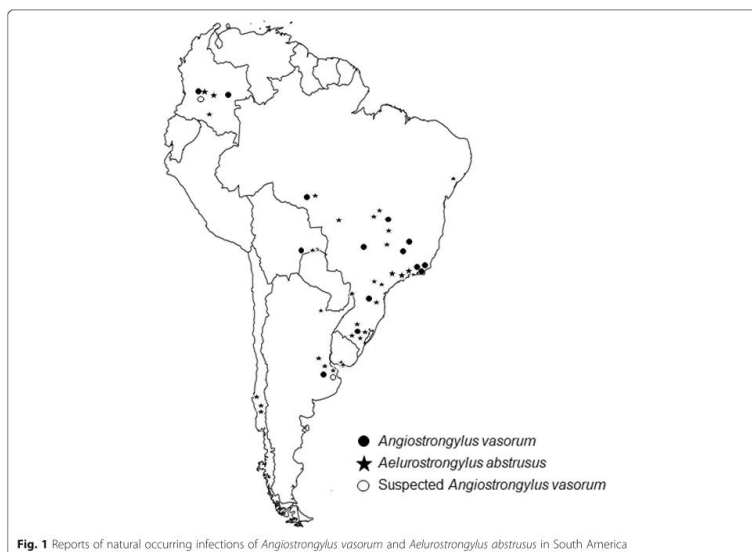 Angiostrongylus vasorum
Aelurostrongylus abstrusus
Suspected Angiostrongylus vasorum
Fig. 1 Reports of natural occurring infections of Angiostrongylus vasorum and Aelurostrongylus abstrusus in South America